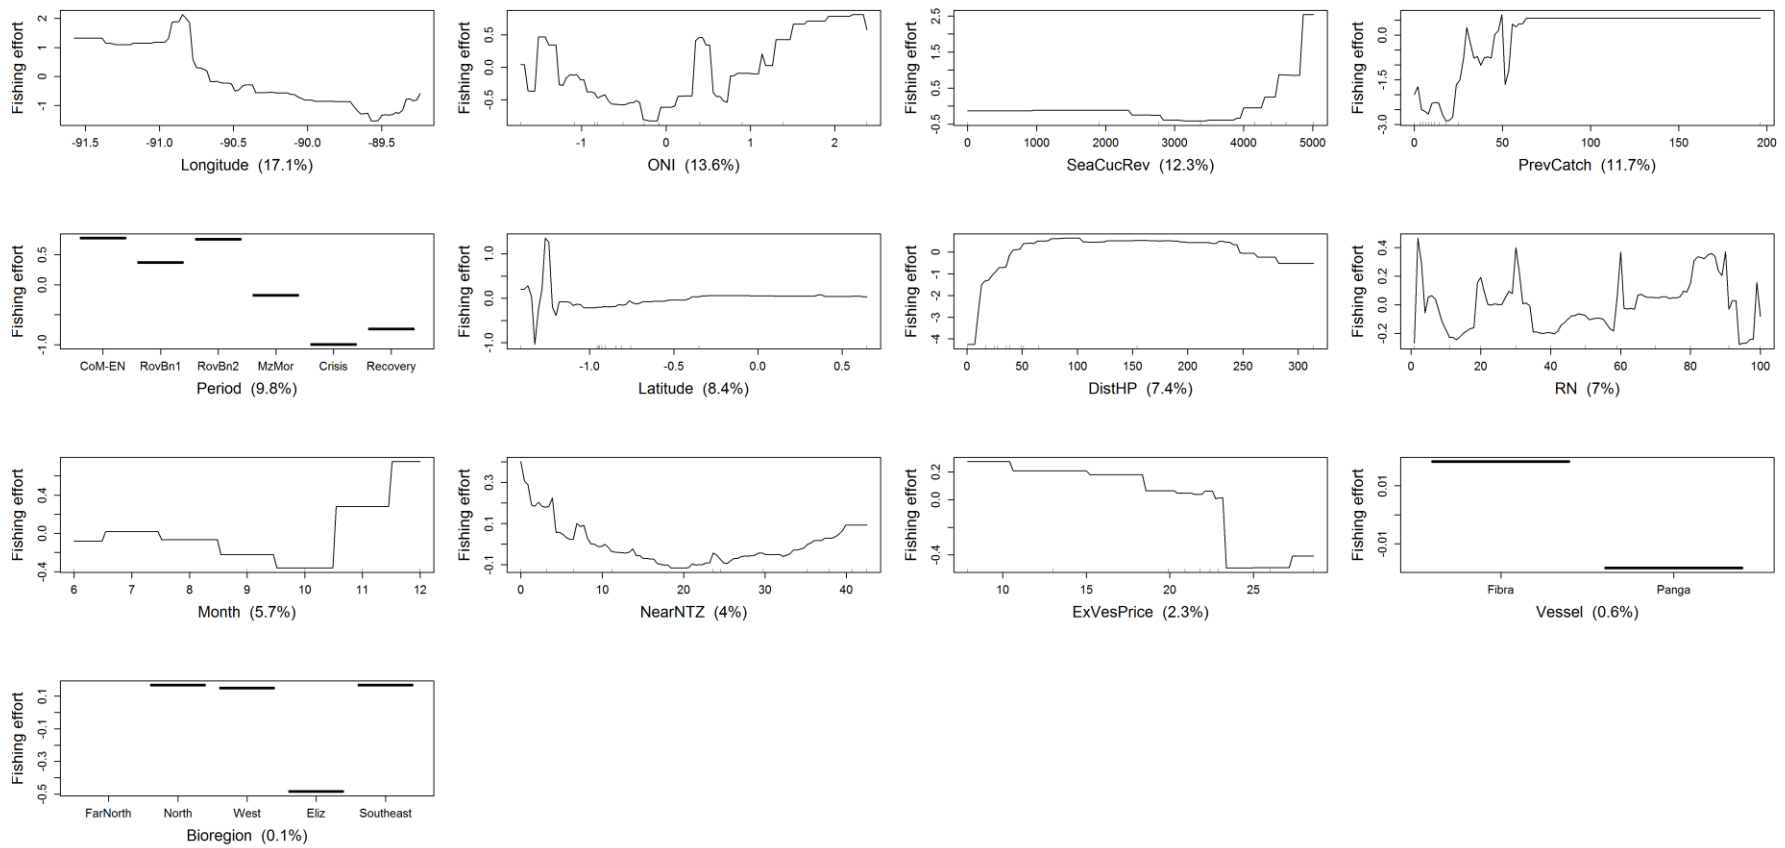 Fishing effort
2
1
0
-1
-91.5 -91.0 -90.5 -90.0 -89.5
Longitude (17.1%)
Fishing effort
0.5
0.0
-0.5
-1 0 1 2
ONI (13.6%)
Fishing effort
2.5
1.5
0.5
-0.5
0 1000 2000 3000 4000 5000
SeaCucRev (12.3%)
Fishing effort
0.0
-1.5
-3.0
0 50 100 150 200
PrevCatch (11.7%)
Fishing effort
0.5
0.0
-1.0
CoM-EN RovBn1 RovBn2 MzMor Crisis Recovery
Period (9.8%)
Fishing effort
1.0
0.0
-1.0
-1.0 -0.5 0.0 0.5
Latitude (8.4%)
Fishing effort
0
-1
-2
-3
-4
0 50 100 150 200 250 300
DistHP (7.4%)
Fishing effort
0.4
0.2
0.0
-0.2
0 20 40 60 80 100
RN (7%)
Fishing effort
0.4
0.0
-0.4
6 7 8 9 10 11 12
Month (5.7%)
Fishing effort
0.3
0.1
-0.1
0 10 20 30 40
NearNTZ (4%)
Fishing effort
0.2
0.0
-0.4
10 15 20 25
ExVesPrice (2.3%)
Fishing effort
0.01
-0.01
Fibra Panga
Vessel (0.6%)
Fishing effort
0.1
-0.1
-0.3
-0.5
FarNorth North West Eliz Southeast
Bioregion (0.1%)